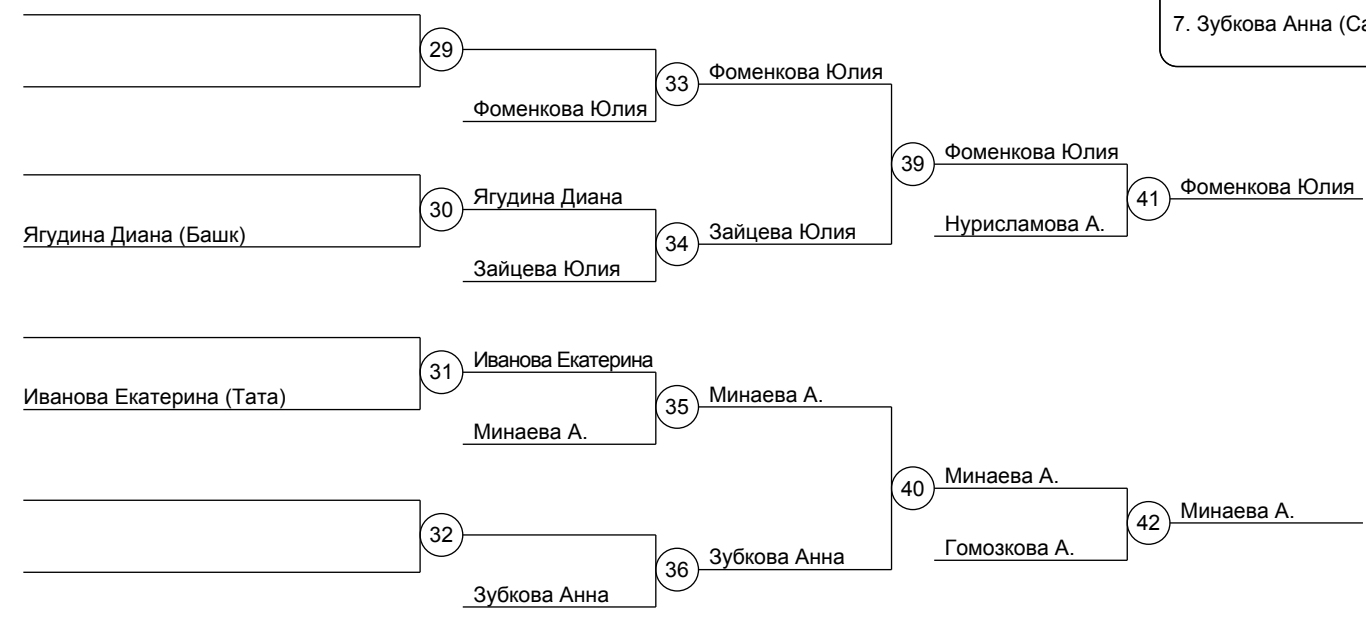 7. Зубкова Анна (Са
29
33
Фоменкова Юлия
Фоменкова Юлия
39
Фоменкова Юлия
41
Фоменкова Юлия
30
Ягудина Диана
Ягудина Диана (Башк)
34
Зайцева Юлия
Нурисламова А.
Зайцева Юлия
31
Иванова Екатерина
Иванова Екатерина (Тата)
35
Минаева А.
Минаева А.
40
Минаева А.
42
Минаева А.
32
Гомозкова А.
36
Зубкова Анна
Зубкова Анна